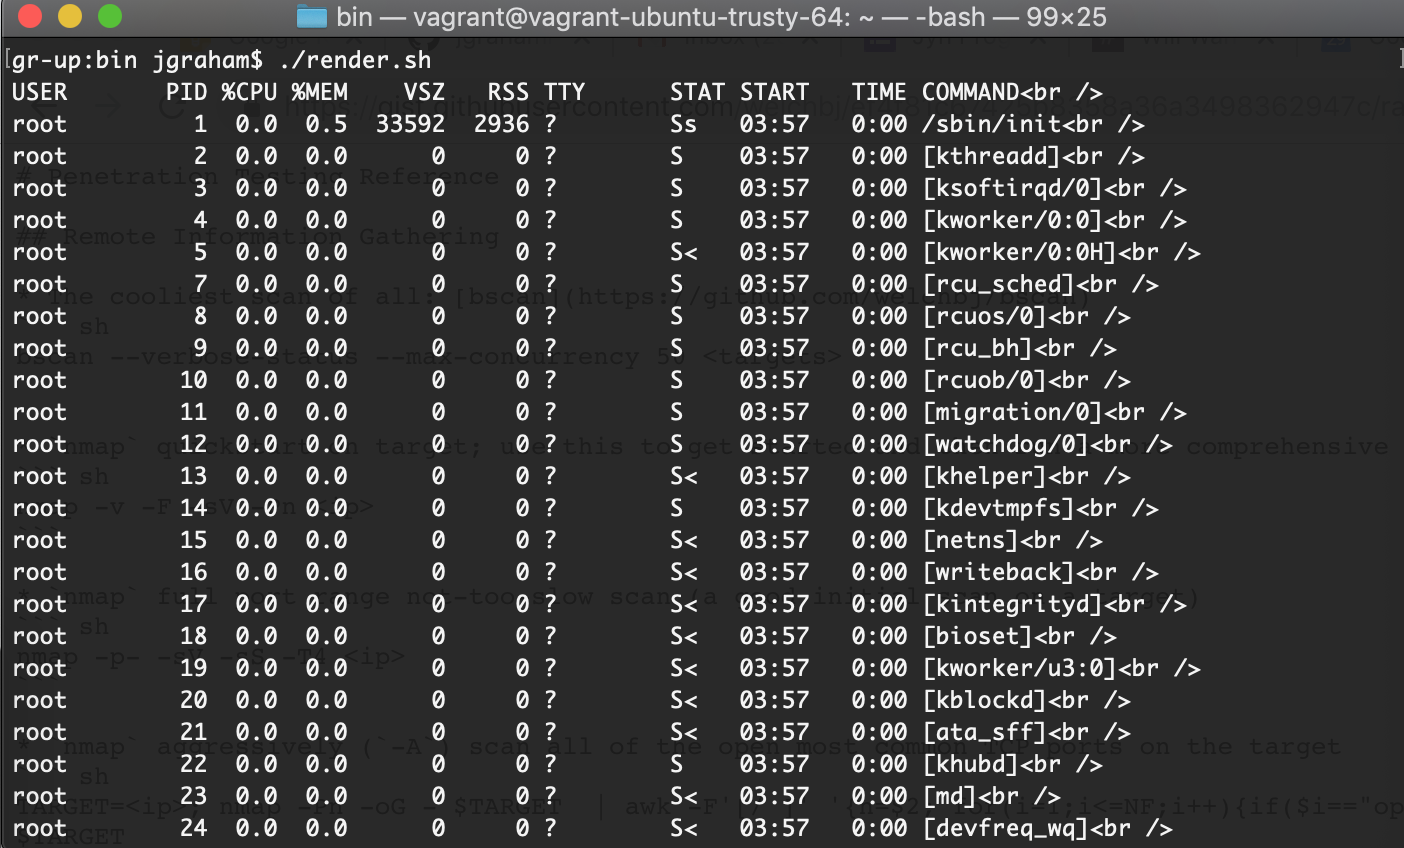 bin — vagrant@vagrant-ubuntu-trusty-64: ~ — -bash — 99×25
[gr-up:bin jgraham$ ./render.sh ]
USER       PID %CPU %MEM    VSZ   RSS TTY      STAT START   TIME COMMAND<br />
root         1  0.0  0.5  33592  2936 ?        Ss   03:57   0:00 /sbin/init<br />
root         2  0.0  0.0      0     0 ?        S    03:57   0:00 [kthreadd]<br />
root         3  0.0  0.0      0     0 ?        S    03:57   0:00 [ksoftirqd/0]<br />
root         4  0.0  0.0      0     0 ?        S    03:57   0:00 [kworker/0:0]<br />
root         5  0.0  0.0      0     0 ?        S<   03:57   0:00 [kworker/0:0H]<br />
root         7  0.0  0.0      0     0 ?        S    03:57   0:00 [rcu_sched]<br />
root         8  0.0  0.0      0     0 ?        S    03:57   0:00 [rcuos/0]<br />
root         9  0.0  0.0      0     0 ?        S    03:57   0:00 [rcu_bh]<br />
root        10  0.0  0.0      0     0 ?        S    03:57   0:00 [rcuob/0]<br />
root        11  0.0  0.0      0     0 ?        S    03:57   0:00 [migration/0]<br />
root        12  0.0  0.0      0     0 ?        S    03:57   0:00 [watchdog/0]<br />
root        13  0.0  0.0      0     0 ?        S<   03:57   0:00 [khelper]<br />
root        14  0.0  0.0      0     0 ?        S    03:57   0:00 [kdevtmpfs]<br />
root        15  0.0  0.0      0     0 ?        S<   03:57   0:00 [netns]<br />
root        16  0.0  0.0      0     0 ?        S<   03:57   0:00 [writeback]<br />
root        17  0.0  0.0      0     0 ?        S<   03:57   0:00 [kintegrityd]<br />
root        18  0.0  0.0      0     0 ?        S<   03:57   0:00 [bioset]<br />
root        19  0.0  0.0      0     0 ?        S<   03:57   0:00 [kworker/u3:0]<br />
root        20  0.0  0.0      0     0 ?        S<   03:57   0:00 [kblockd]<br />
root        21  0.0  0.0      0     0 ?        S<   03:57   0:00 [ata_sff]<br />
root        22  0.0  0.0      0     0 ?        S    03:57   0:00 [khubd]<br />
root        23  0.0  0.0      0     0 ?        S<   03:57   0:00 [md]<br />
root        24  0.0  0.0      0     0 ?        S<   03:57   0:00 [devfreq_wq]<br />